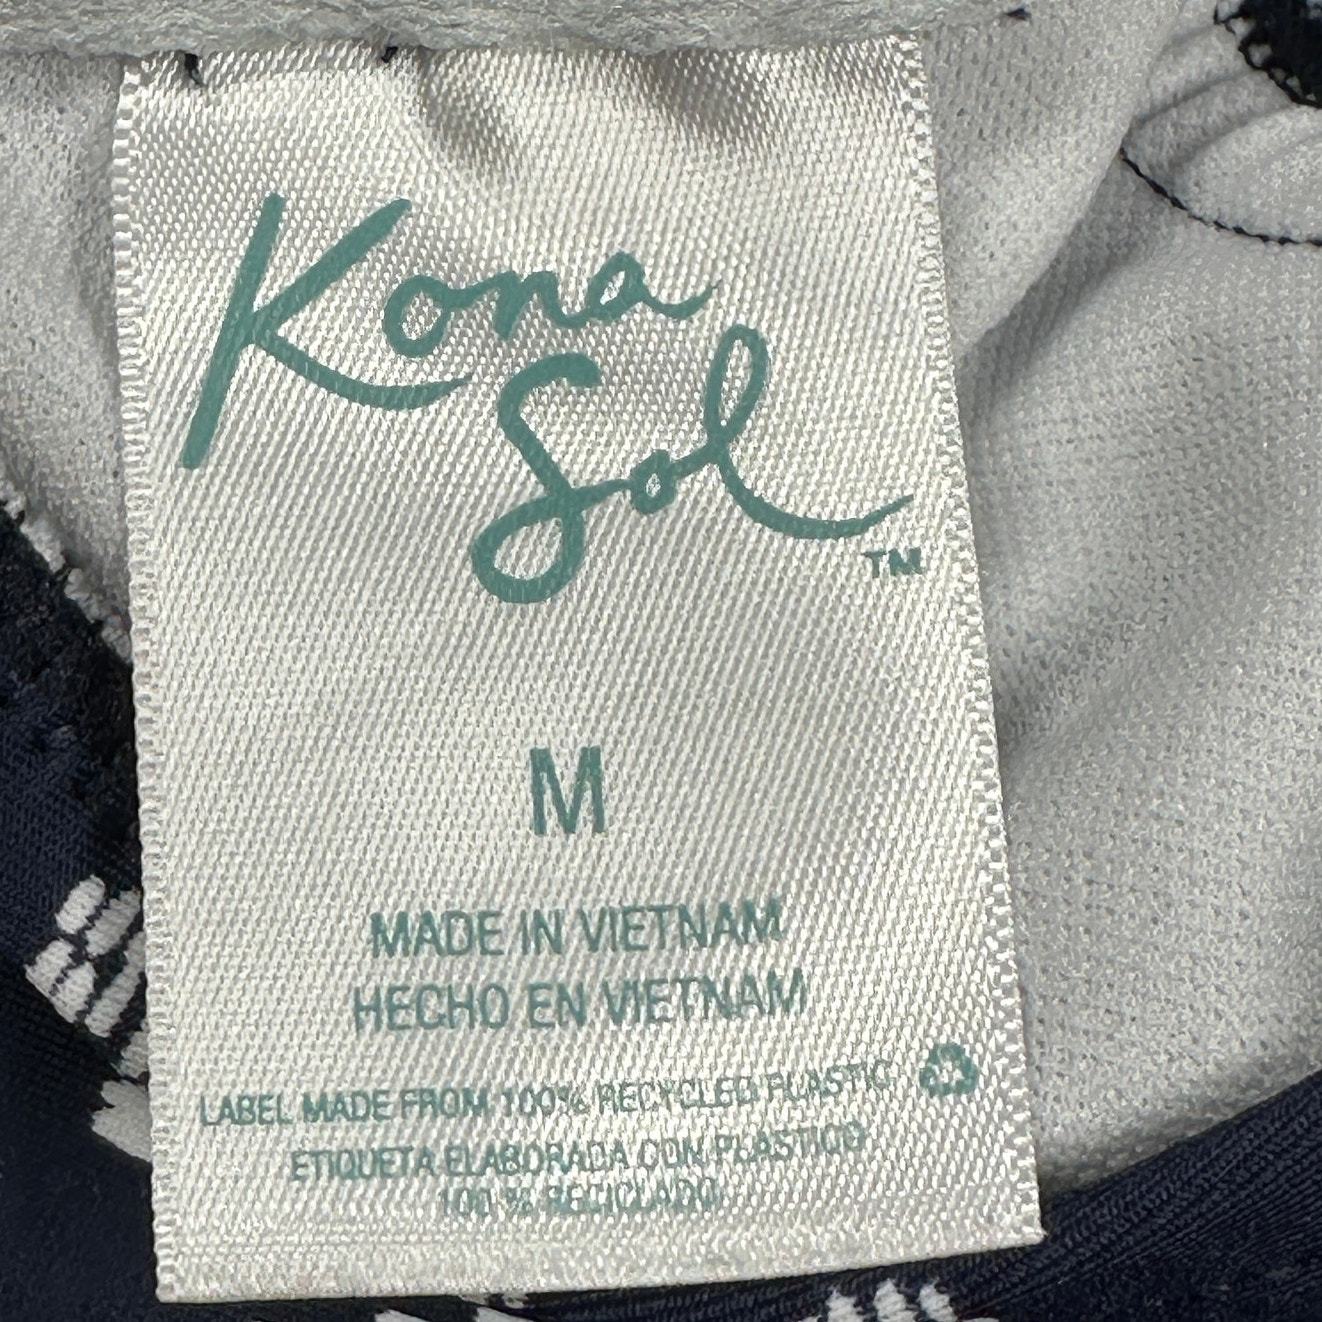 Kona
Sol
TM
M
MADE IN VIETNAM
HECHO EN VIETNAM
LABEL MADE FROM 100% RECYCLED PLASTIC
ETIQUETA ELABORADA CON PLASTICO
100 % RECICLADO